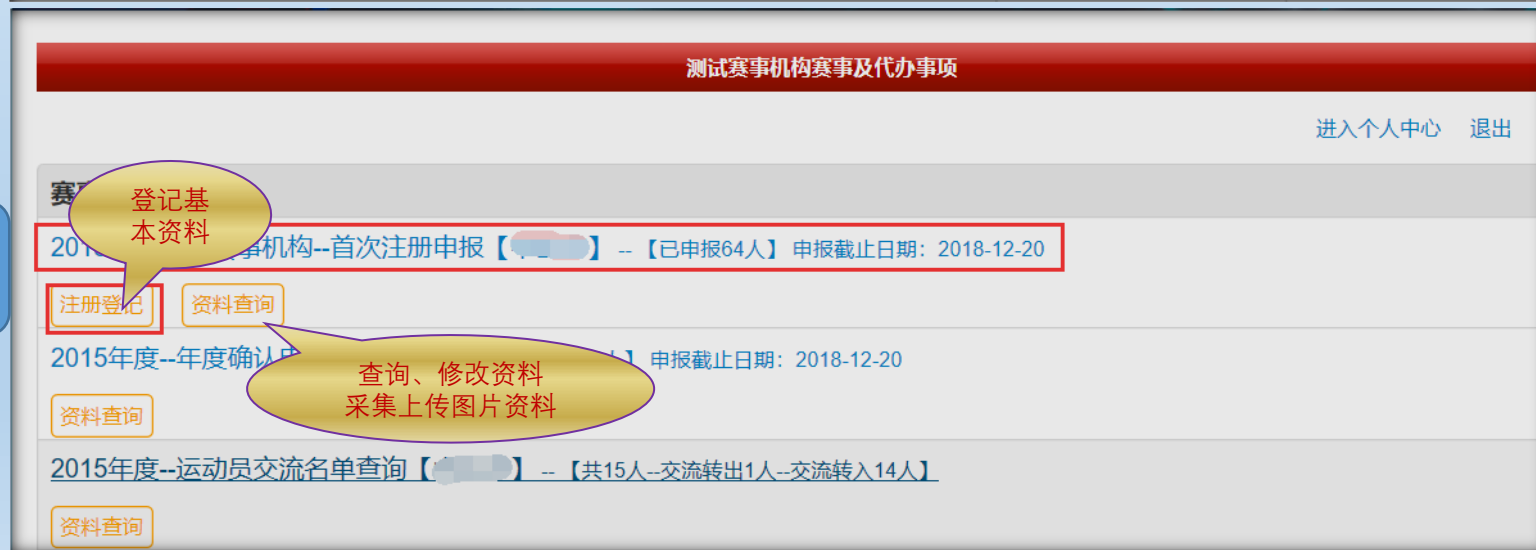 测试赛事机构赛事及代办事项
进入个人中心 退出
赛
登记基
本资料
201 事机构--首次注册申报【 】 -- 【已申报64人】 申报截止日期：2018-12-20
注册登记 资料查询
2015年度--年度确认 人】 申报截止日期：2018-12-20
查询、修改资料
采集上传图片资料
资料查询
2015年度--运动员交流名单查询【 】 -- 【共15人--交流转出1人--交流转入14人】
资料查询